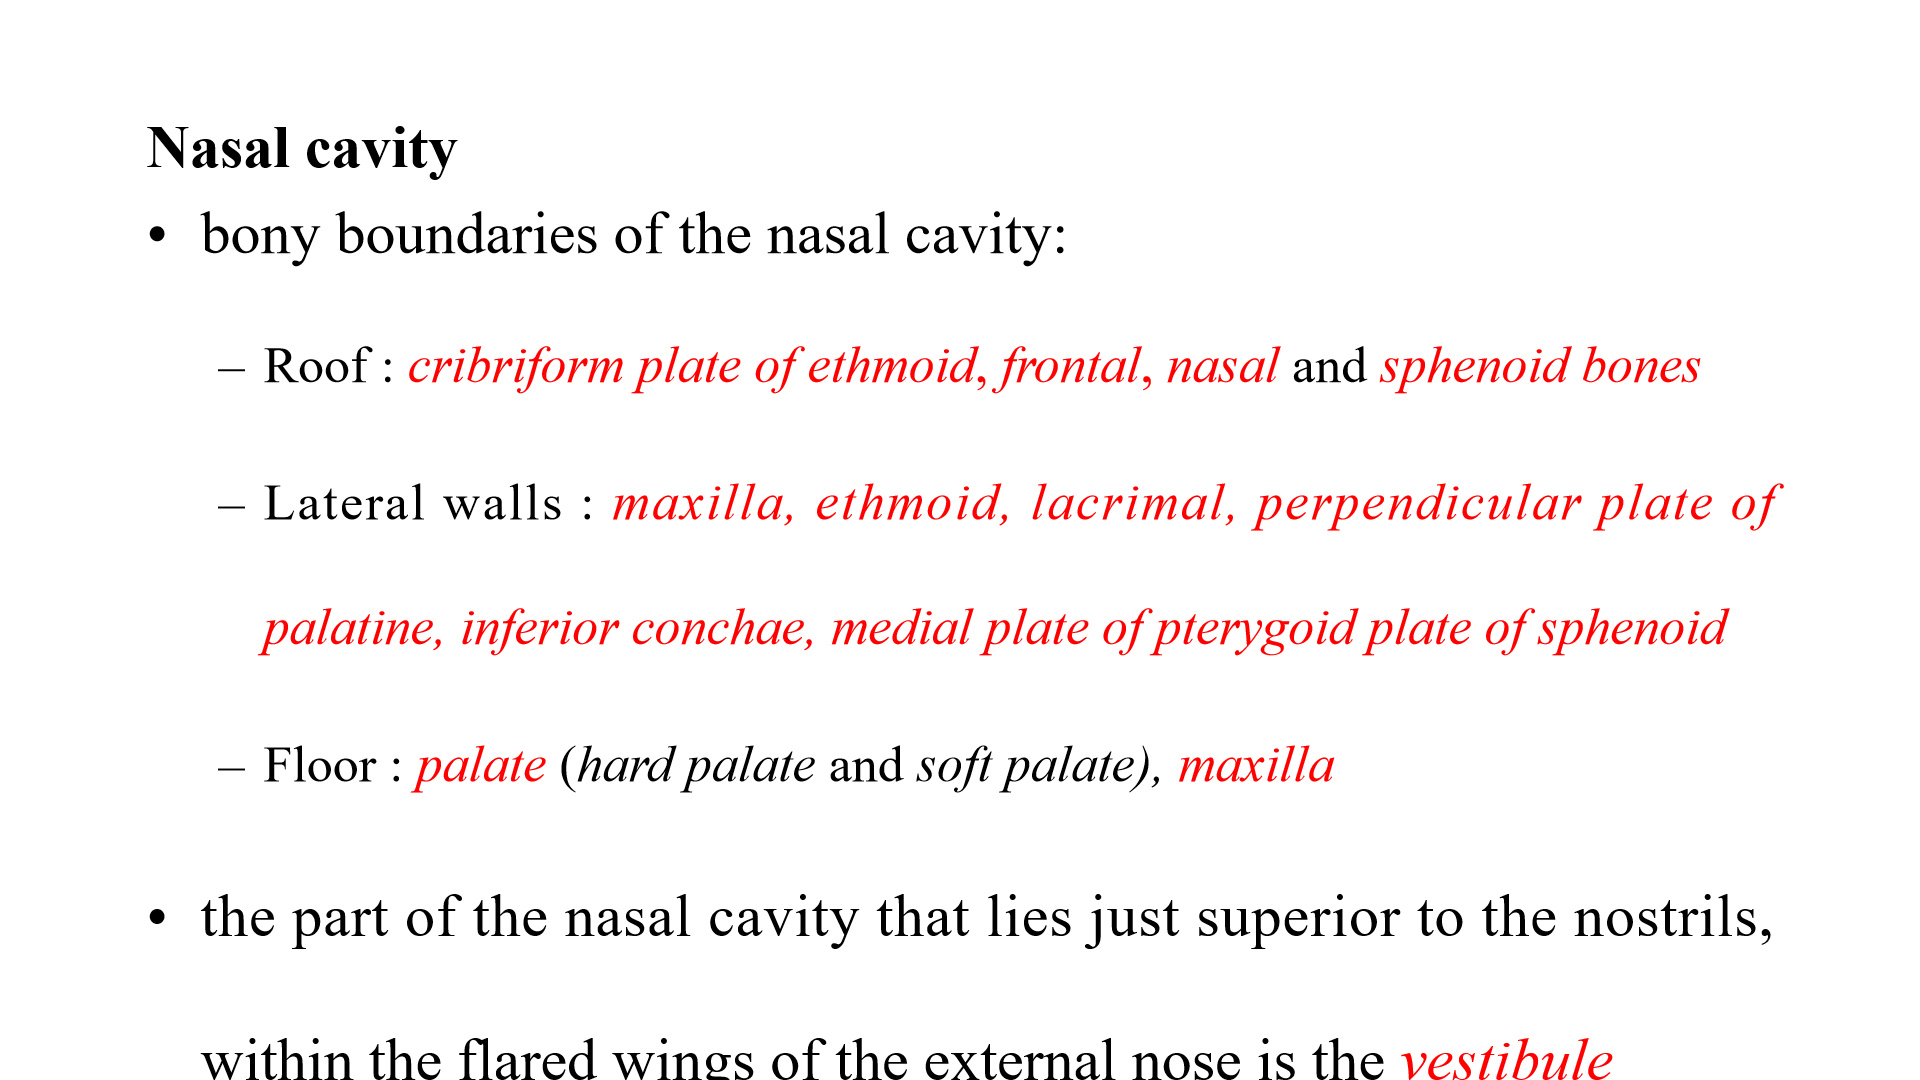 Nasal cavity
• bony boundaries of the nasal cavity:
– Roof : cribriform plate of ethmoid, frontal, nasal and sphenoid bones
– Lateral walls : maxilla, ethmoid, lacrimal, perpendicular plate of
palatine, inferior conchae, medial plate of pterygoid plate of sphenoid
– Floor : palate (hard palate and soft palate), maxilla
• the part of the nasal cavity that lies just superior to the nostrils,
within the flared wings of the external nose is the vestibule